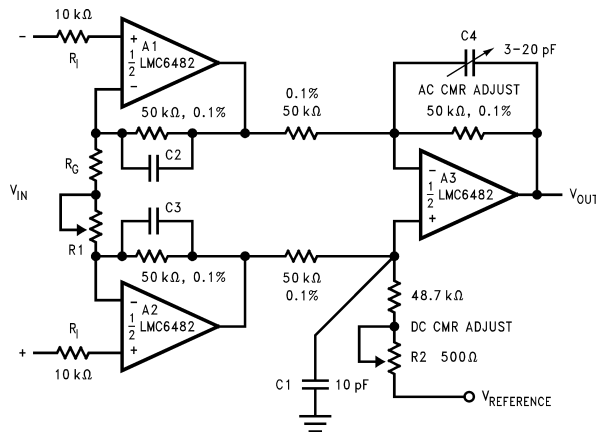 10 kΩ
–
R_I
+
A1
1/2 LMC6482
–
50 kΩ, 0.1%
C2
0.1%
50 kΩ
C4
3–20 pF
AC CMR ADJUST
50 kΩ, 0.1%
–
A3
1/2 LMC6482
+
V_OUT
R_G
V_IN
R1
C3
50 kΩ, 0.1%
50 kΩ
0.1%
–
A2
1/2 LMC6482
+
R_I
+
10 kΩ
48.7 kΩ
DC CMR ADJUST
R2 500Ω
C1
10 pF
V_REFERENCE